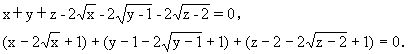 x+y+z-2√x-2√(y-1)-2√(z-2)=0,
(x-2√x+1)+(y-1-2√(y-1)+1)+(z-2-2√(z-2)+1)=0.